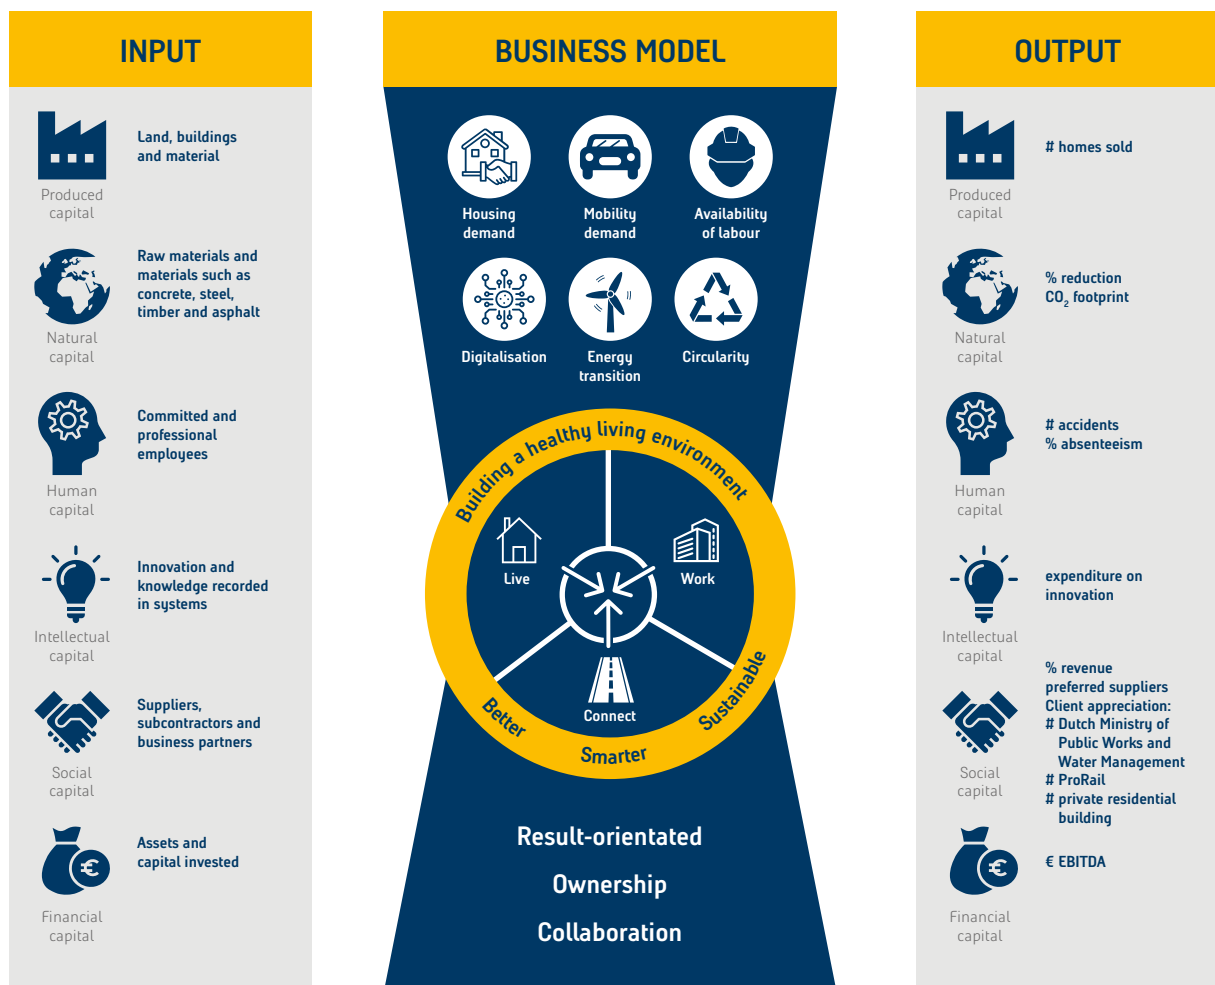 INPUT
Land, buildings
and material
Produced
capital
Raw materials and
materials such as
concrete, steel,
timber and asphalt
Natural
capital
Committed and
professional
employees
Human
capital
Innovation and
knowledge recorded
in systems
Intellectual
capital
Suppliers,
subcontractors and
business partners
Social
capital
Assets and
capital invested
€
Financial
capital
BUSINESS MODEL
Housing
demand
Mobility
demand
Availability
of labour
Digitalisation
Energy
transition
Circularity
Building a healthy living environment
Live
Work
Connect
Better
Smarter
Sustainable
Result-orientated
Ownership
Collaboration
OUTPUT
# homes sold
Produced
capital
% reduction
CO₂ footprint
Natural
capital
# accidents
% absenteeism
Human
capital
expenditure on
innovation
Intellectual
capital
% revenue
preferred suppliers
Client appreciation:
# Dutch Ministry of
Public Works and
Water Management
# ProRail
# private residential
building
Social
capital
€ EBITDA
€
Financial
capital